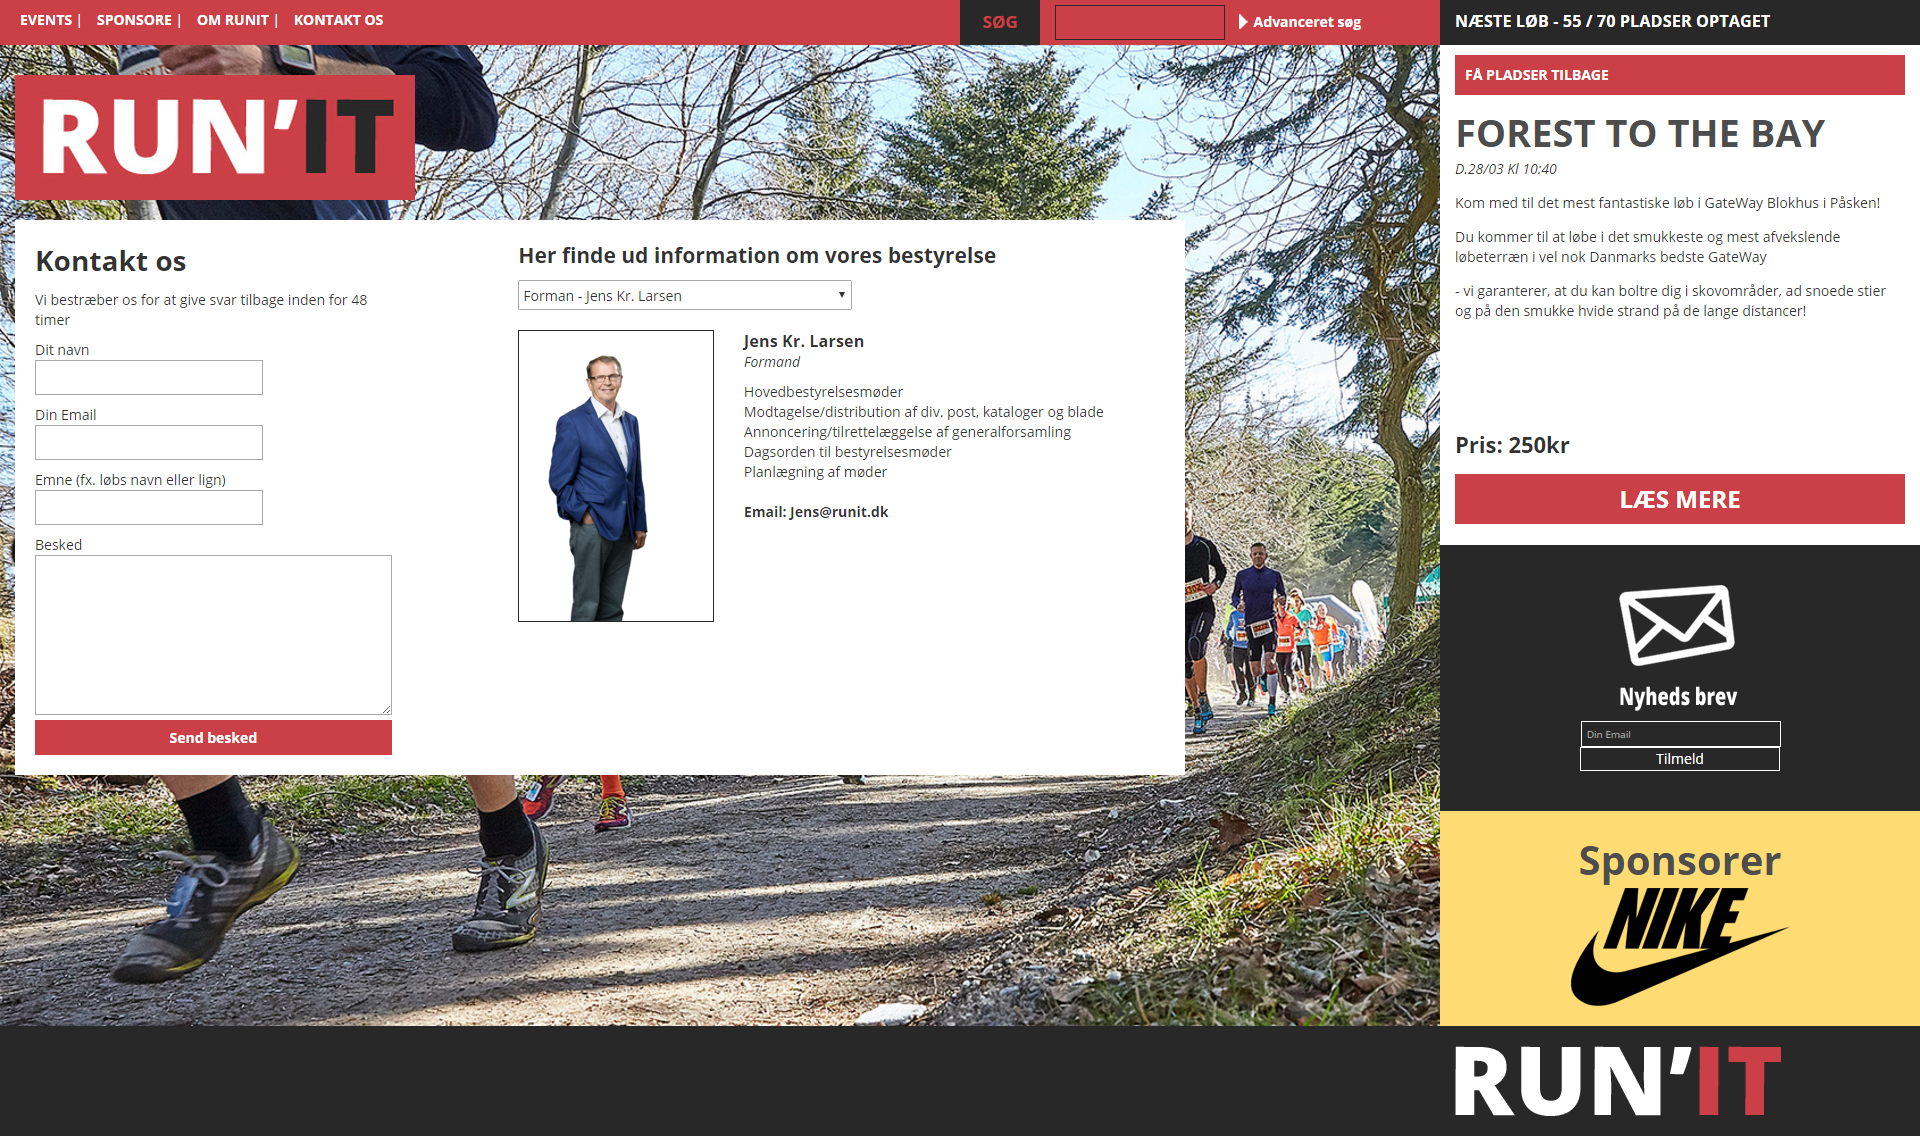 EVENTS | SPONSORE | OM RUNIT | KONTAKT OS
SØG
Advanceret søg
NÆSTE LØB - 55 / 70 PLADSER OPTAGET
RUN'IT
Kontakt os
Vi bestræber os for at give svar tilbage inden for 48
timer
Dit navn
Din Email
Emne (fx. løbs navn eller lign)
Besked
Send besked
Her finde ud information om vores bestyrelse
Forman - Jens Kr. Larsen
Jens Kr. Larsen
Formand
Hovedbestyrelsesmøder
Modtagelse/distribution af div. post, kataloger og blade
Annoncering/tilrettelæggelse af generalforsamling
Dagsorden til bestyrelsesmøder
Planlægning af møder
Email: Jens@runit.dk
FÅ PLADSER TILBAGE
FOREST TO THE BAY
D.28/03 Kl 10:40
Kom med til det mest fantastiske løb i GateWay Blokhus i Påsken!
Du kommer til at løbe i det smukkeste og mest afvekslende
løbeterræn i vel nok Danmarks bedste GateWay
- vi garanterer, at du kan boltre dig i skovområder, ad snoede stier
og på den smukke hvide strand på de lange distancer!
Pris: 250kr
LÆS MERE
Nyheds brev
Din Email
Tilmeld
Sponsorer
NIKE
RUN'IT